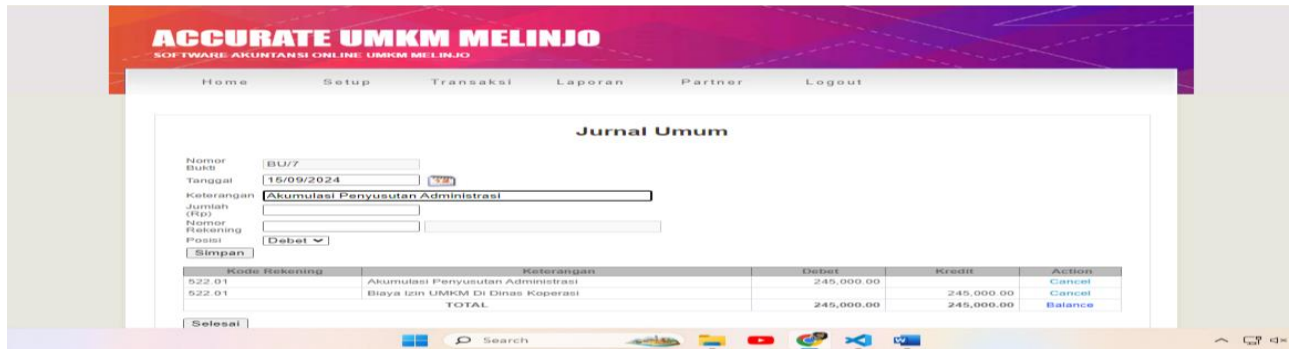 ACCURATE UMKM MELINJO
SOFTWARE AKUNTANSI ONLINE UMKM MELINJO
Home Setup Transaksi Laporan Partner Logout
Jurnal Umum
Nomor Bukti BU/7
Tanggal 15/09/2024
Keterangan Akumulasi Penyusutan Administrasi
Jumlah (Rp)
Nomor Rekening
Posisi Debet
Simpan
Kode Rekening Keterangan Debet Kredit Action
522.01 Akumulasi Penyusutan Administrasi 245,000.00 Cancel
522.01 Biaya Izin UMKM Di Dinas Koperasi 245,000.00 Cancel
TOTAL 245,000.00 245,000.00 Balance
Selesai
Search